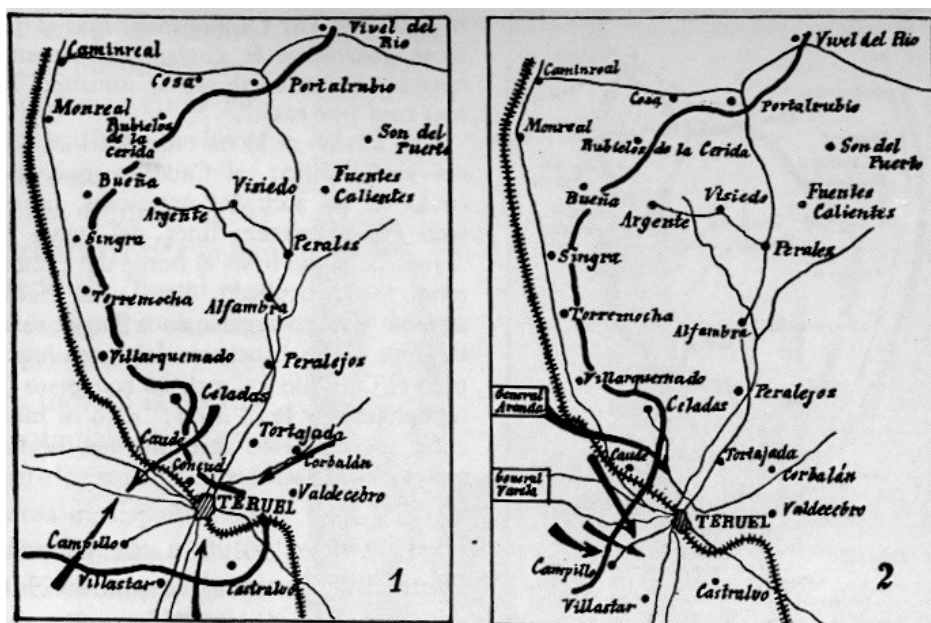 Vivel del
Rio
Caminreal
Cosa
Portalrubio
Monreal
Rubielos
de la
Cerida
Son del
Puerto
Bueña
Visiedo
Fuentes
Calientes
Argente
Singra
Perales
Torremocha
Alfambra
Villarquemado
Peralejos
Celadas
Caude
Tortajada
Concud
Corbalán
Valdecebro
TERUEL
Campillo
Villastar
Castralvo
1
Vivel del Rio
Caminreal
Cosa
Portalrubio
Monreal
Rubielos de la Cerida
Son del
Puerto
Bueña
Visiedo
Fuentes
Calientes
Argente
Singra
Perales
Torremocha
Alfambra
Villarquemado
General
Aranda
Celadas
Peralejos
Caude
Tortajada
Corbalán
General
Varela
TERUEL
Valdecebro
Campillo
Villastar
Castralvo
2